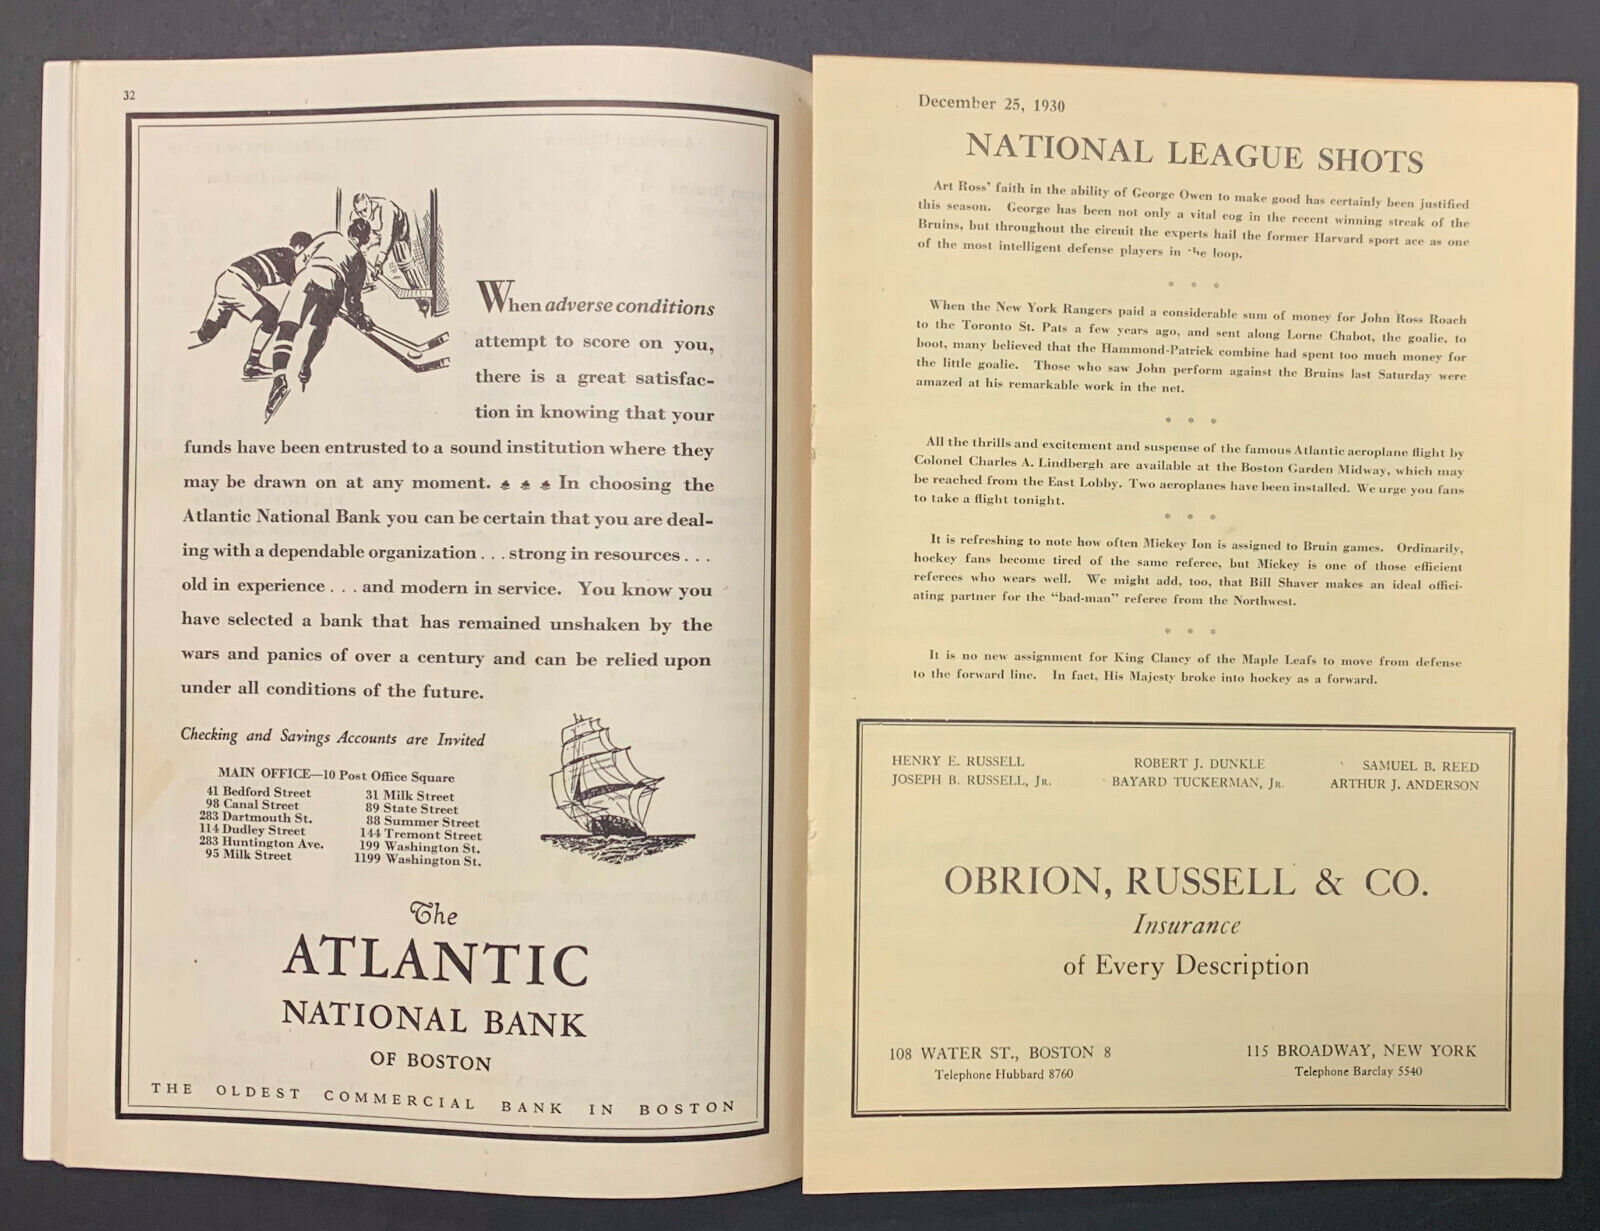 32
When adverse conditions
attempt to score on you,
there is a great satisfac-
tion in knowing that your
funds have been entrusted to a sound institution where they
may be drawn on at any moment. ♣ ♣ ♣ In choosing the
Atlantic National Bank you can be certain that you are deal-
ing with a dependable organization . . . strong in resources . . .
old in experience . . . and modern in service. You know you
have selected a bank that has remained unshaken by the
wars and panics of over a century and can be relied upon
under all conditions of the future.
Checking and Savings Accounts are Invited
MAIN OFFICE—10 Post Office Square
41 Bedford Street
98 Canal Street
283 Dartmouth St.
114 Dudley Street
283 Huntington Ave.
95 Milk Street
31 Milk Street
89 State Street
88 Summer Street
144 Tremont Street
199 Washington St.
1199 Washington St.
The
ATLANTIC
NATIONAL BANK
OF BOSTON
THE OLDEST COMMERCIAL BANK IN BOSTON
December 25, 1930
NATIONAL LEAGUE SHOTS
Art Ross' faith in the ability of George Owen to make good has certainly been justified
this season. George has been not only a vital cog in the recent winning streak of the
Bruins, but throughout the circuit the experts hail the former Harvard sport ace as one
of the most intelligent defense players in the loop.
* * *
When the New York Rangers paid a considerable sum of money for John Ross Roach
to the Toronto St. Pats a few years ago, and sent along Lorne Chabot, the goalie, to
boot, many believed that the Hammond-Patrick combine had spent too much money for
the little goalie. Those who saw John perform against the Bruins last Saturday were
amazed at his remarkable work in the net.
* * *
All the thrills and excitement and suspense of the famous Atlantic aeroplane flight by
Colonel Charles A. Lindbergh are available at the Boston Garden Midway, which may
be reached from the East Lobby. Two aeroplanes have been installed. We urge you fans
to take a flight tonight.
* * *
It is refreshing to note how often Mickey Ion is assigned to Bruin games. Ordinarily,
hockey fans become tired of the same referee, but Mickey is one of those efficient
referees who wears well. We might add, too, that Bill Shaver makes an ideal offici-
ating partner for the "bad-man" referee from the Northwest.
* * *
It is no new assignment for King Clancy of the Maple Leafs to move from defense
to the forward line. In fact, His Majesty broke into hockey as a forward.
HENRY E. RUSSELL ROBERT J. DUNKLE SAMUEL B. REED
JOSEPH B. RUSSELL, JR. BAYARD TUCKERMAN, JR. ARTHUR J. ANDERSON
OBRION, RUSSELL & CO.
Insurance
of Every Description
108 WATER ST., BOSTON 8
Telephone Hubbard 8760
115 BROADWAY, NEW YORK
Telephone Barclay 5540